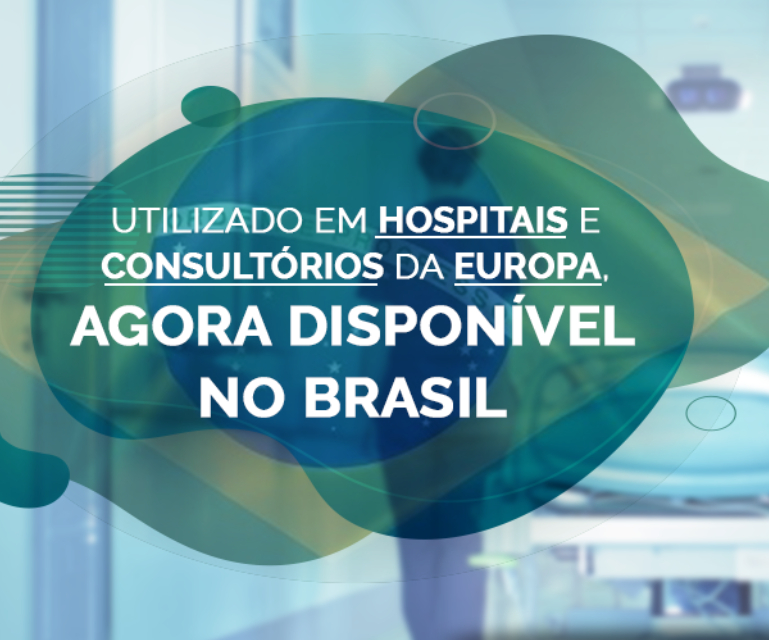 UTILIZADO EM HOSPITAIS E
CONSULTÓRIOS DA EUROPA,
AGORA DISPONÍVEL
NO BRASIL